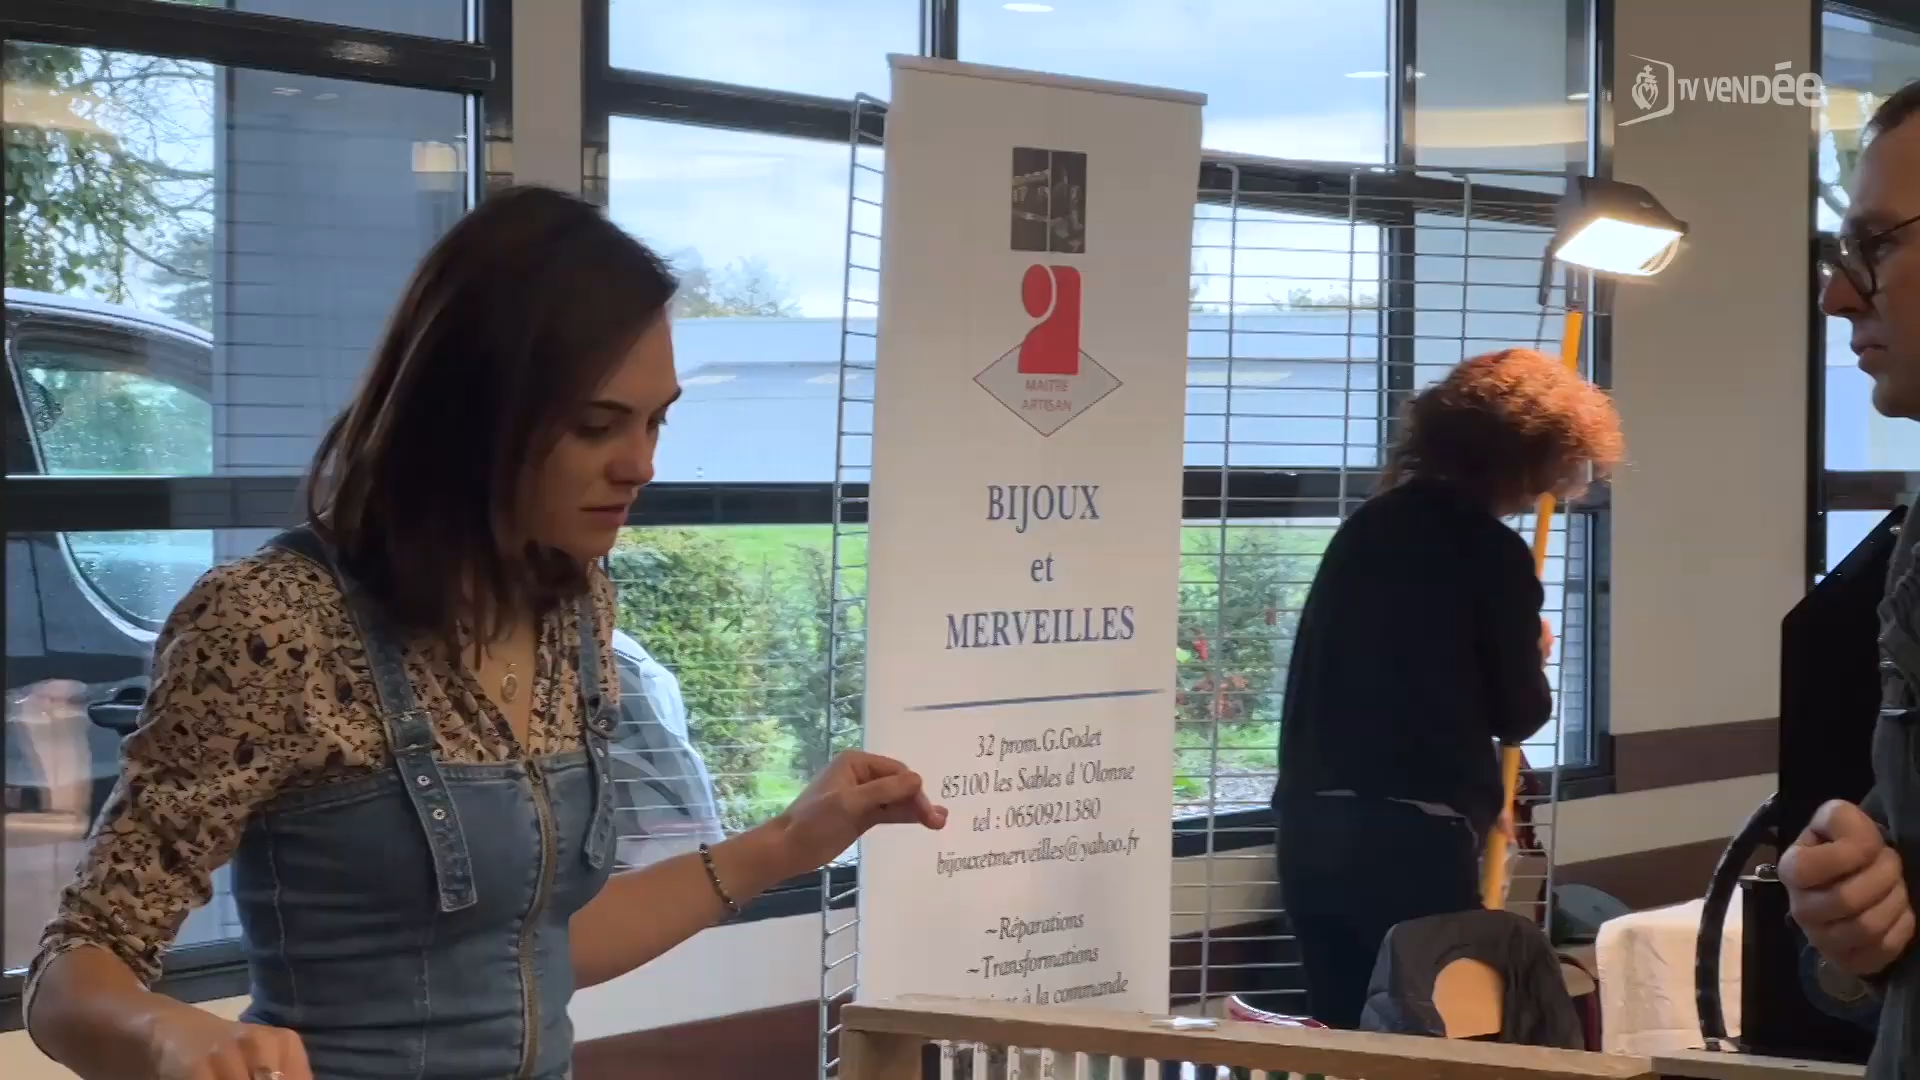 TV VENDÉE
MAITRE
ARTISAN
BIJOUX
et
MERVEILLES
32 prom.G.Godet
85100 les Sables d'Olonne
tel : 0650921380
bijouxetmerveilles@yahoo.fr
~Réparations
~Transformations
à la commande